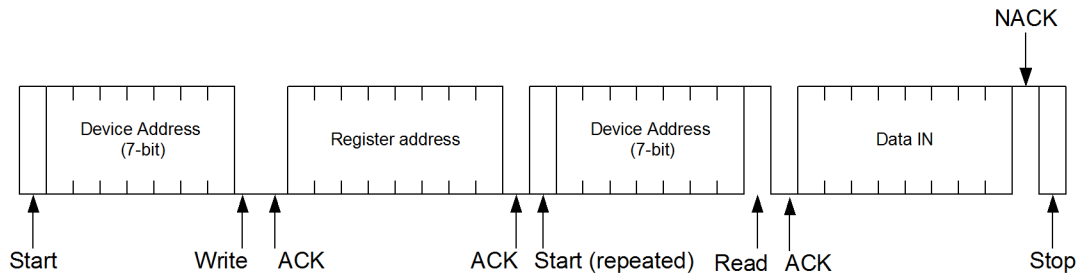 NACK
Device Address
(7-bit)
Register address
Device Address
(7-bit)
Data IN
Start
Write
ACK
ACK
Start (repeated)
Read
ACK
Stop